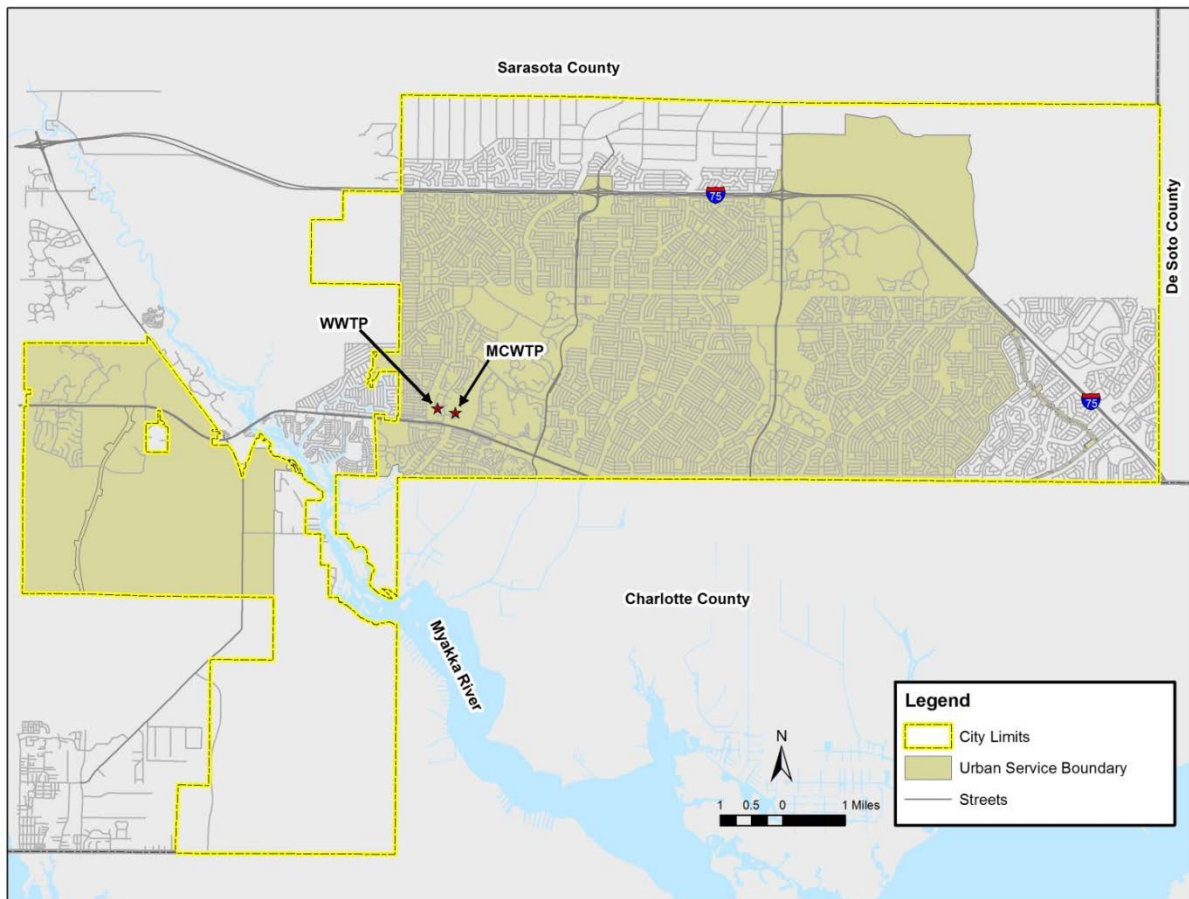 Sarasota County
75
De Soto County
WWTP
MCWTP
75
Charlotte County
Myakka River
Legend
City Limits
Urban Service Boundary
Streets
N
1 0.5 0 1 Miles